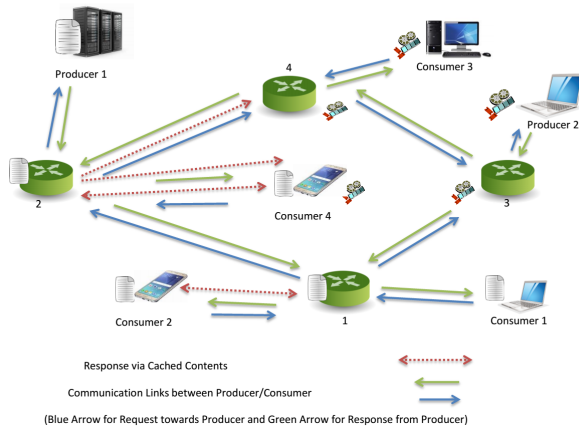 4
Producer 1
Consumer 3
Producer 2
2
3
Consumer 4
Consumer 2
1
Consumer 1
Response via Cached Contents
Communication Links between Producer/Consumer
(Blue Arrow for Request towards Producer and Green Arrow for Response from Producer)